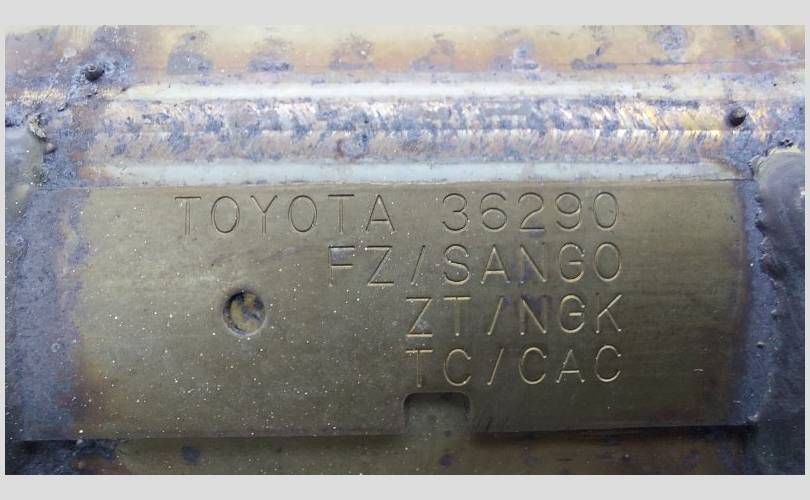 TOYOTA 36290
FZ/SANGO
ZT/NGK
TC/CAC